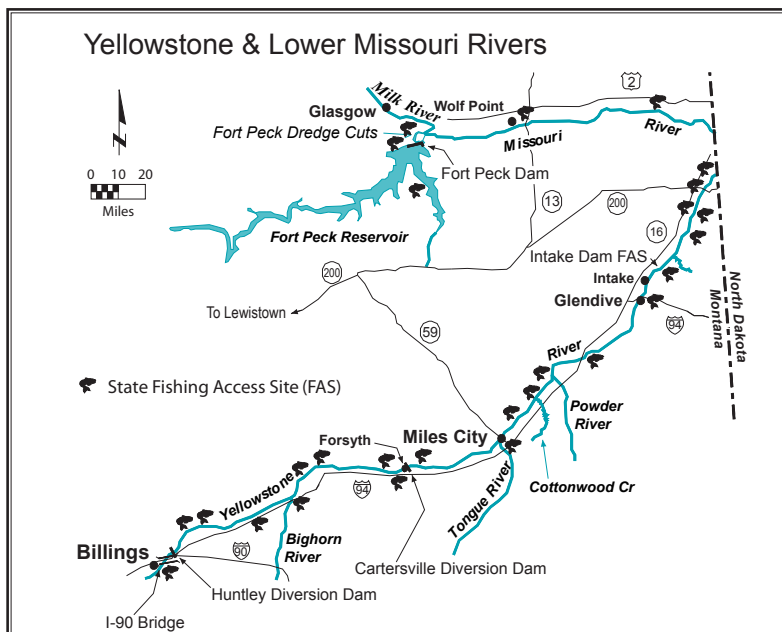 Yellowstone & Lower Missouri Rivers
N
0 10 20
Miles
Glasgow
Milk River
Wolf Point
2
Fort Peck Dredge Cuts
Missouri
River
Fort Peck Dam
13
200
16
Fort Peck Reservoir
Intake Dam FAS
200
Intake
Glendive
To Lewistown
59
94
North Dakota
Montana
State Fishing Access Site (FAS)
River
Powder
River
Miles City
Forsyth
Cottonwood Cr
Yellowstone
94
Tongue River
Bighorn
River
90
Billings
Cartersville Diversion Dam
Huntley Diversion Dam
I-90 Bridge